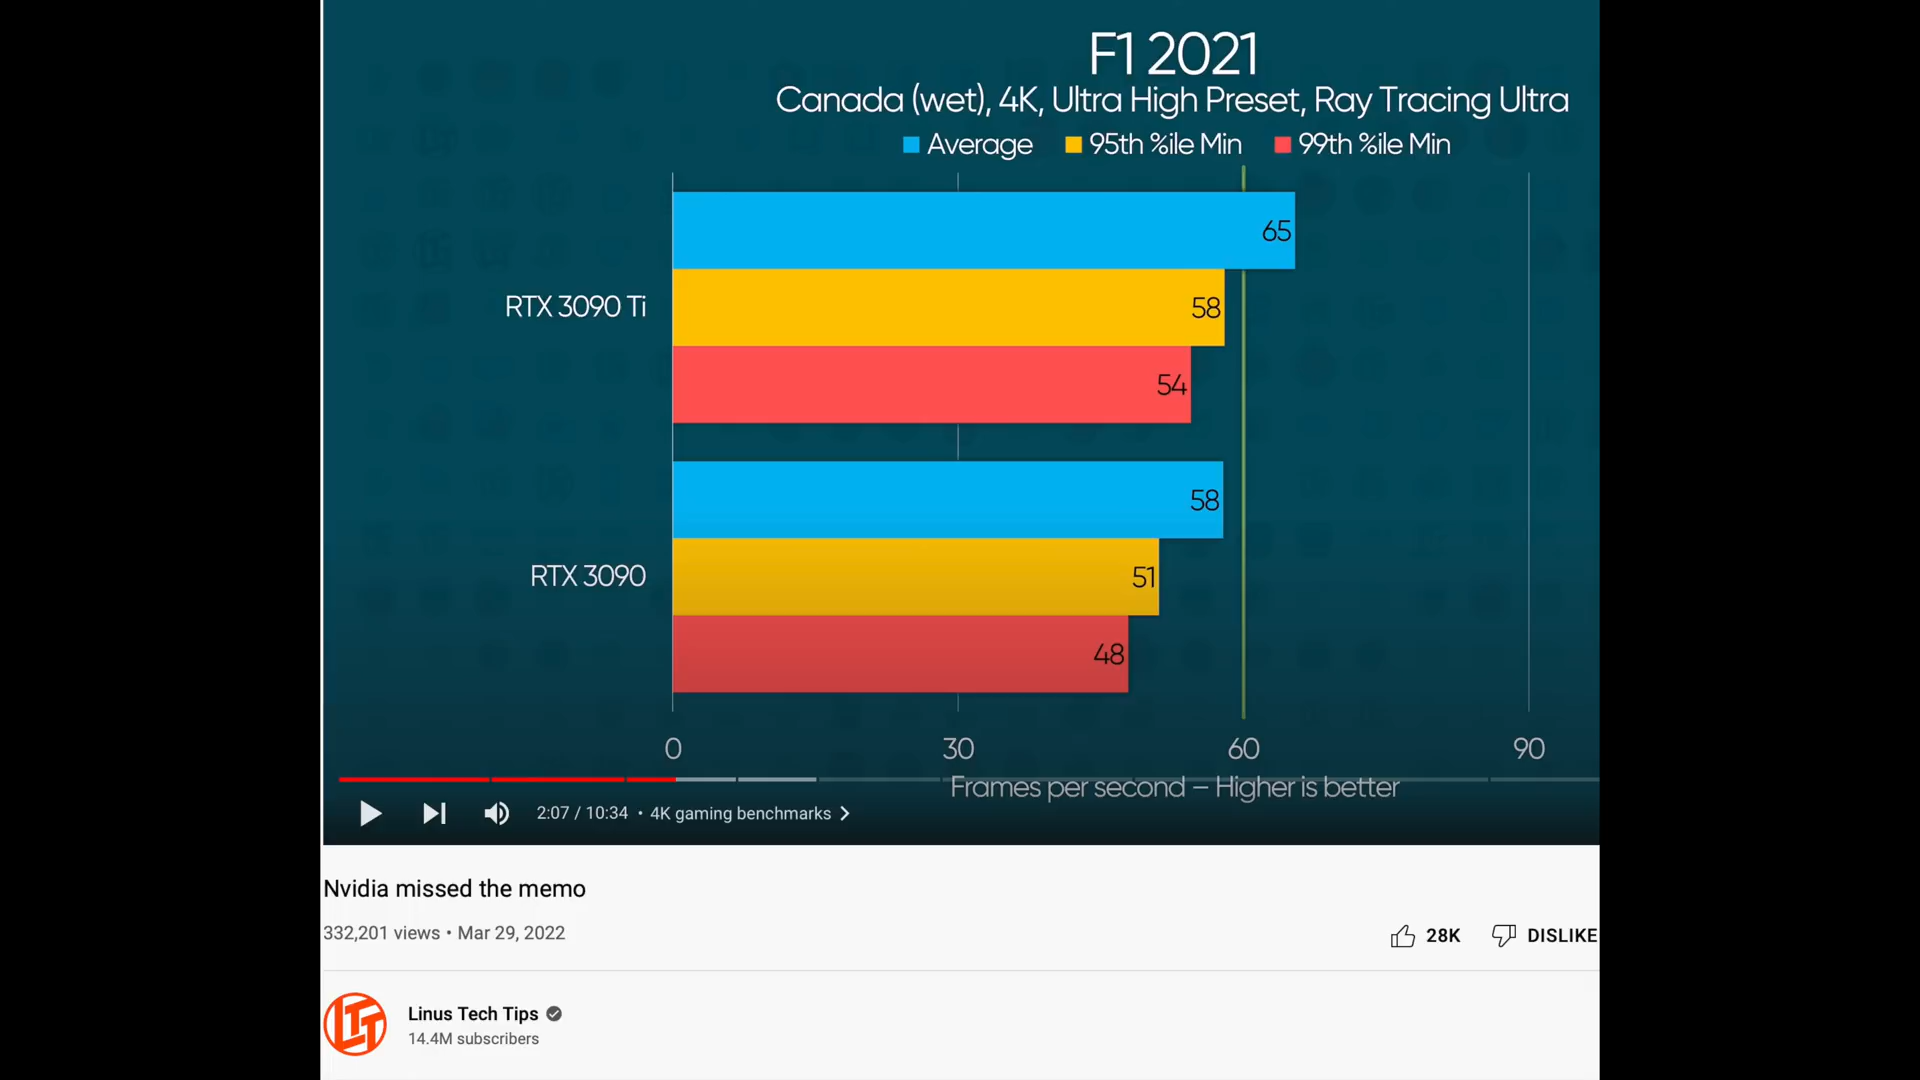 F1 2021
Canada (wet), 4K, Ultra High Preset, Ray Tracing Ultra
Average 95th %ile Min 99th %ile Min
65
RTX 3090 Ti 58
54
58
RTX 3090 51
48
0 30 60 90
Frames per second – Higher is better
2:07 / 10:34 • 4K gaming benchmarks
Nvidia missed the memo
332,201 views • Mar 29, 2022
28K DISLIKE
LTT
Linus Tech Tips
14.4M subscribers